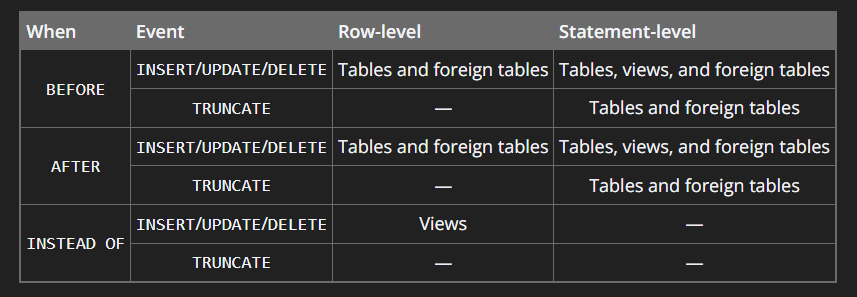 When Event Row-level Statement-level
BEFORE INSERT/UPDATE/DELETE Tables and foreign tables Tables, views, and foreign tables
TRUNCATE — Tables and foreign tables
AFTER INSERT/UPDATE/DELETE Tables and foreign tables Tables, views, and foreign tables
TRUNCATE — Tables and foreign tables
INSTEAD OF INSERT/UPDATE/DELETE Views —
TRUNCATE — —